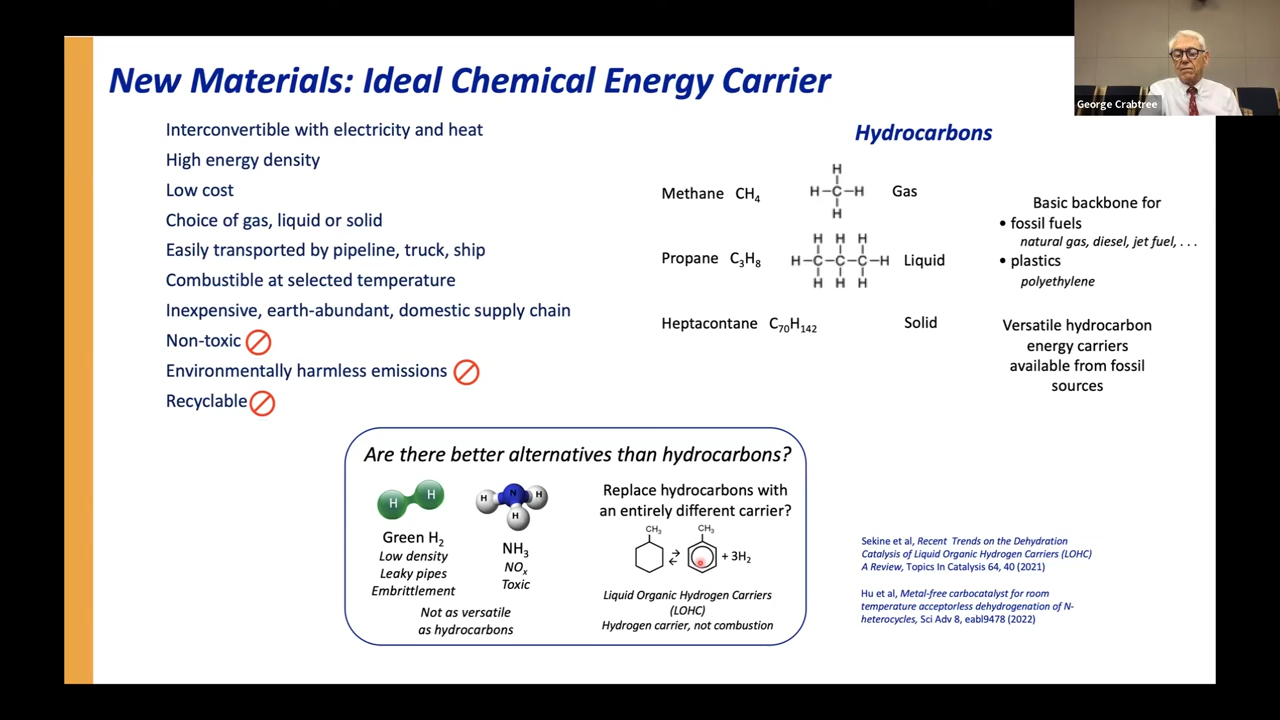 New Materials: Ideal Chemical Energy Carrier
George Crabtree
Interconvertible with electricity and heat
High energy density
Low cost
Choice of gas, liquid or solid
Easily transported by pipeline, truck, ship
Combustible at selected temperature
Inexpensive, earth-abundant, domestic supply chain
Non-toxic
Environmentally harmless emissions
Recyclable
Hydrocarbons
Methane CH4
H
H–C–H
H
Gas
Propane C3H8
H H H
H–C–C–C–H
H H H
Liquid
Heptacontane C70H142
Solid
Basic backbone for
• fossil fuels
natural gas, diesel, jet fuel, . . .
• plastics
polyethylene
Versatile hydrocarbon
energy carriers
available from fossil
sources
Are there better alternatives than hydrocarbons?
H H
Green H2
Low density
Leaky pipes
Embrittlement
H N H
H
NH3
NOx
Toxic
Not as versatile
as hydrocarbons
Replace hydrocarbons with
an entirely different carrier?
CH3 CH3
+ 3H2
Liquid Organic Hydrogen Carriers
(LOHC)
Hydrogen carrier, not combustion
Sekine et al, Recent Trends on the Dehydration
Catalysis of Liquid Organic Hydrogen Carriers (LOHC)
A Review, Topics In Catalysis 64, 40 (2021)
Hu et al, Metal-free carbocatalyst for room
temperature acceptorless dehydrogenation of N-
heterocycles, Sci Adv 8, eabl9478 (2022)